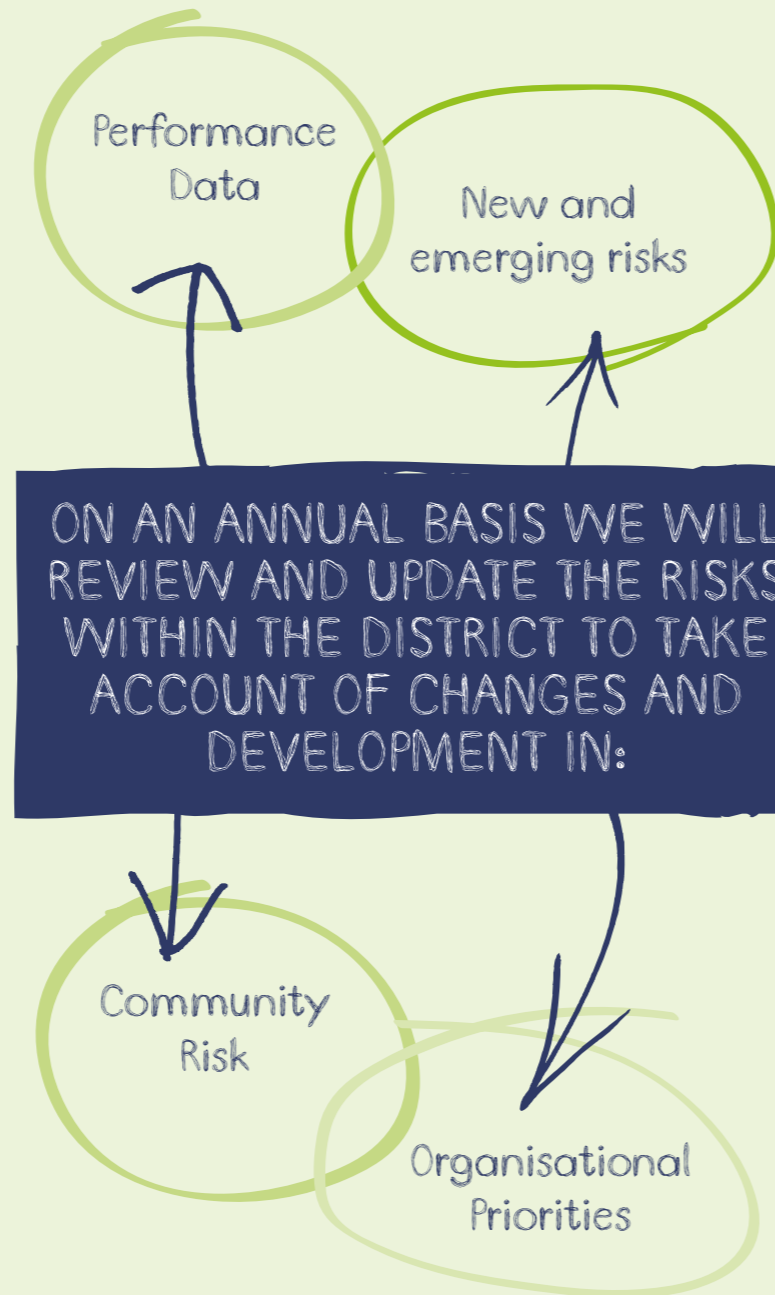 Performance
Data
New and
emerging risks
ON AN ANNUAL BASIS WE WILL
REVIEW AND UPDATE THE RISKS
WITHIN THE DISTRICT TO TAKE
ACCOUNT OF CHANGES AND
DEVELOPMENT IN:
Community
Risk
Organisational
Priorities